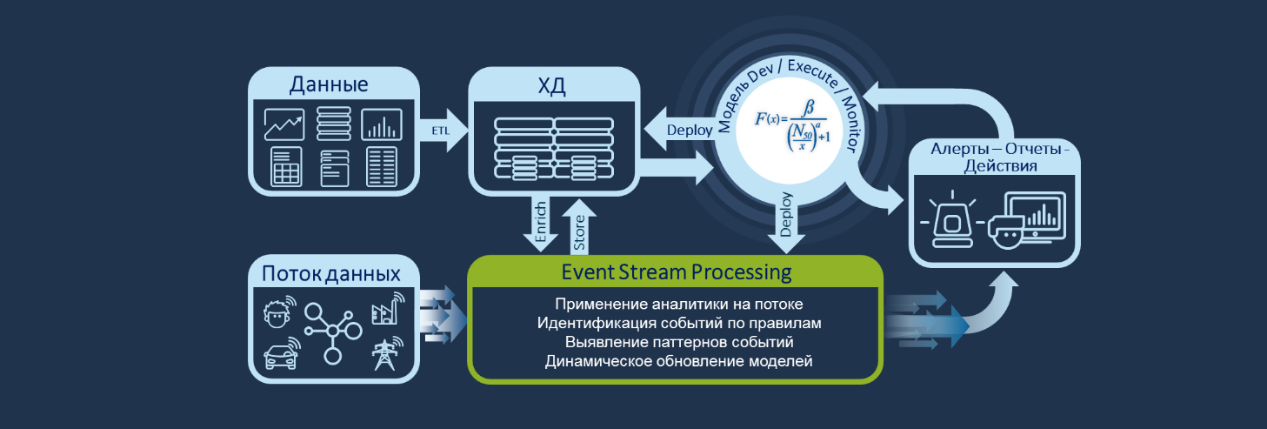 Данные
ETL
ХД
Deploy
Модель Dev / Execute / Monitor
F(x)= β
(N50
x)^a+1
Алерты – Отчеты -
Действия
Enrich
Store
Deploy
Поток данных
Event Stream Processing
Применение аналитики на потоке
Идентификация событий по правилам
Выявление паттернов событий
Динамическое обновление моделей